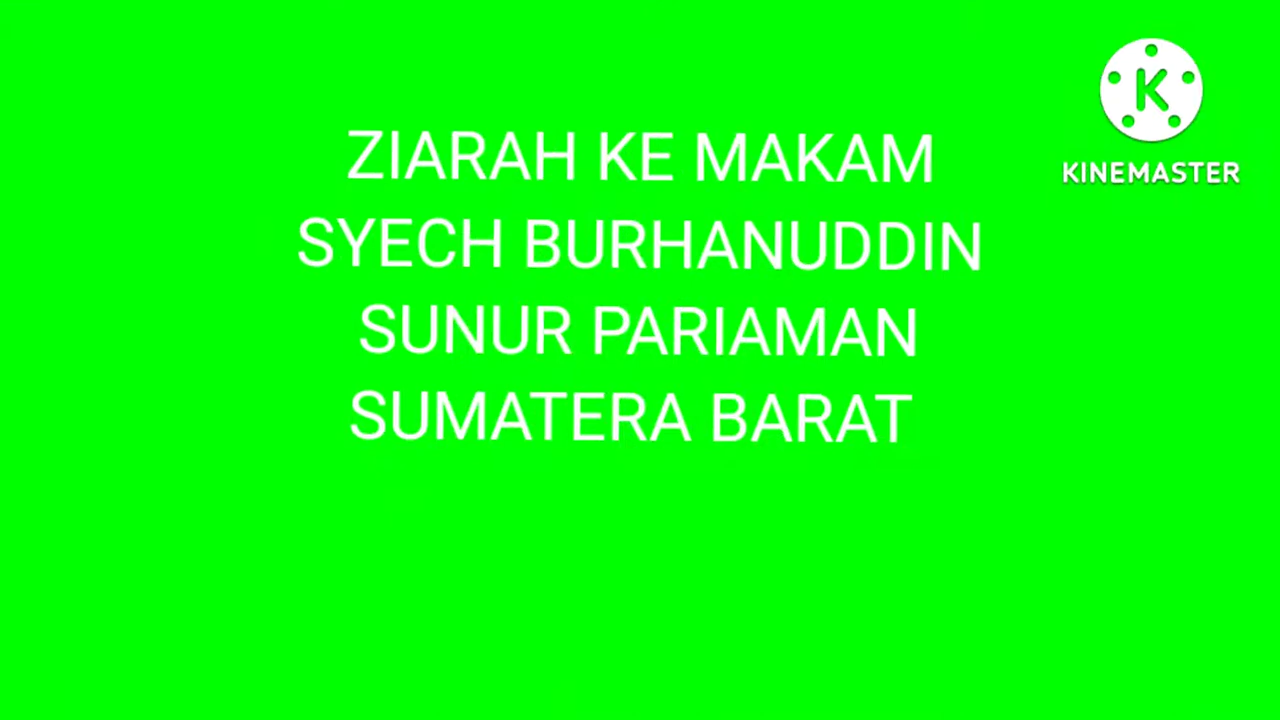 ZIARAH KE MAKAM
SYECH BURHANUDDIN
SUNUR PARIAMAN
SUMATERA BARAT
K
KINEMASTER